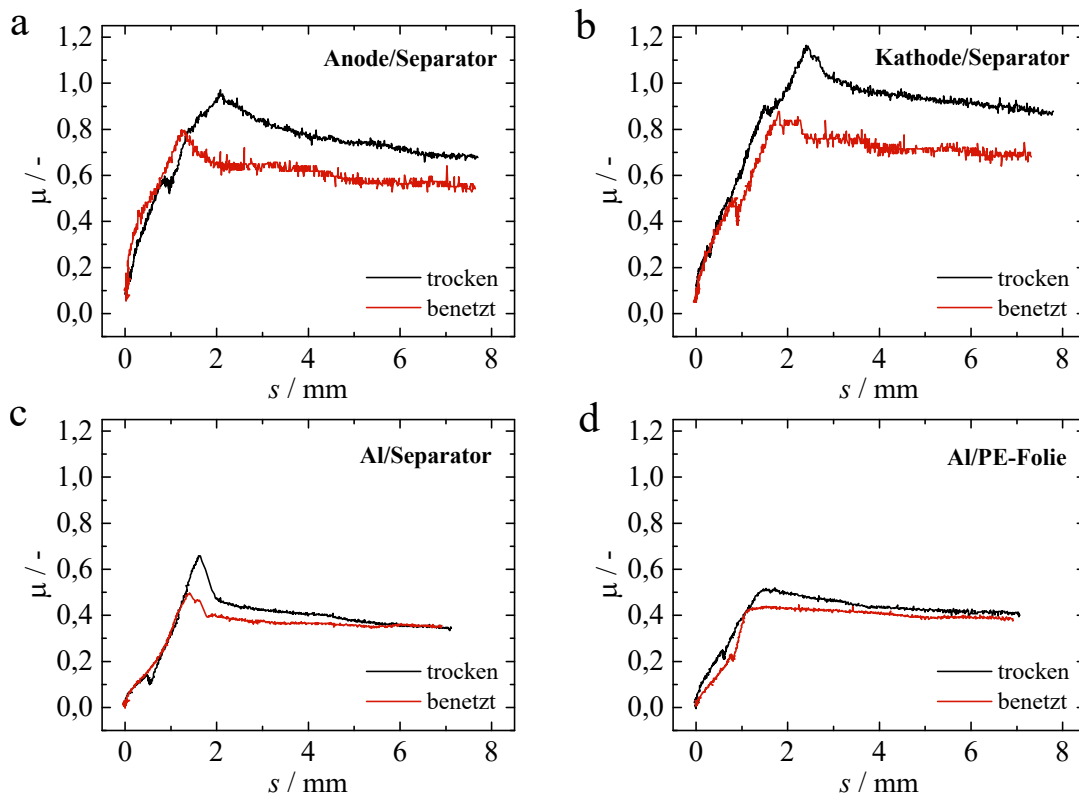 a
Anode/Separator
1,2
1,0
0,8
0,6
0,4
0,2
0,0
μ / -
trocken
benetzt
0 2 4 6 8
s / mm
b
Kathode/Separator
1,2
1,0
0,8
0,6
0,4
0,2
0,0
μ / -
trocken
benetzt
0 2 4 6 8
s / mm
c
Al/Separator
1,2
1,0
0,8
0,6
0,4
0,2
0,0
μ / -
trocken
benetzt
0 2 4 6 8
s / mm
d
Al/PE-Folie
1,2
1,0
0,8
0,6
0,4
0,2
0,0
μ / -
trocken
benetzt
0 2 4 6 8
s / mm